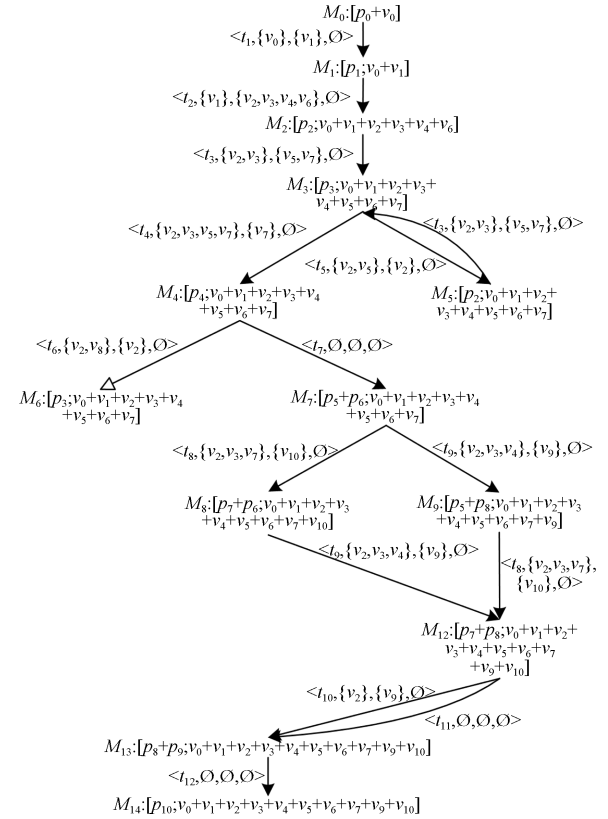 M₀:[p₀+v₀]
<t₁,{v₀},{v₁},Ø>
M₁:[p₁;v₀+v₁]
<t₂,{v₁},{v₂,v₃,v₄,v₆},Ø>
M₂:[p₂;v₀+v₁+v₂+v₃+v₄+v₆]
<t₃,{v₂,v₃},{v₅,v₇},Ø>
M₃:[p₃;v₀+v₁+v₂+v₃+
v₄+v₅+v₆+v₇]
<t₄,{v₂,v₃,v₅,v₇},{v₇},Ø>
<t₃,{v₂,v₃},{v₅,v₇},Ø>
<t₅,{v₂,v₅},{v₂},Ø>
M₄:[p₄;v₀+v₁+v₂+v₃+v₄
+v₅+v₆+v₇]
M₅:[p₂;v₀+v₁+v₂+
v₃+v₄+v₅+v₆+v₇]
<t₆,{v₂,v₈},{v₂},Ø>
<t₇,Ø,Ø,Ø>
M₆:[p₃;v₀+v₁+v₂+v₃+v₄
+v₅+v₆+v₇]
M₇:[p₅+p₆;v₀+v₁+v₂+v₃+v₄
+v₅+v₆+v₇]
<t₈,{v₂,v₃,v₇},{v₁₀},Ø>
<t₉,{v₂,v₃,v₄},{v₉},Ø>
M₈:[p₇+p₆;v₀+v₁+v₂+v₃
+v₄+v₅+v₆+v₇+v₁₀]
M₉:[p₅+p₈;v₀+v₁+v₂+v₃
+v₄+v₅+v₆+v₇+v₉]
<t₉,{v₂,v₃,v₄},{v₉},Ø>
<t₈,{v₂,v₃,v₇},
{v₁₀},Ø>
M₁₂:[p₇+p₈;v₀+v₁+v₂+
v₃+v₄+v₅+v₆+v₇
+v₉+v₁₀]
<t₁₀,{v₂},{v₉},Ø>
<t₁₁,Ø,Ø,Ø>
M₁₃:[p₈+p₉;v₀+v₁+v₂+v₃+v₄+v₅+v₆+v₇+v₉+v₁₀]
<t₁₂,Ø,Ø,Ø>
M₁₄:[p₁₀;v₀+v₁+v₂+v₃+v₄+v₅+v₆+v₇+v₉+v₁₀]